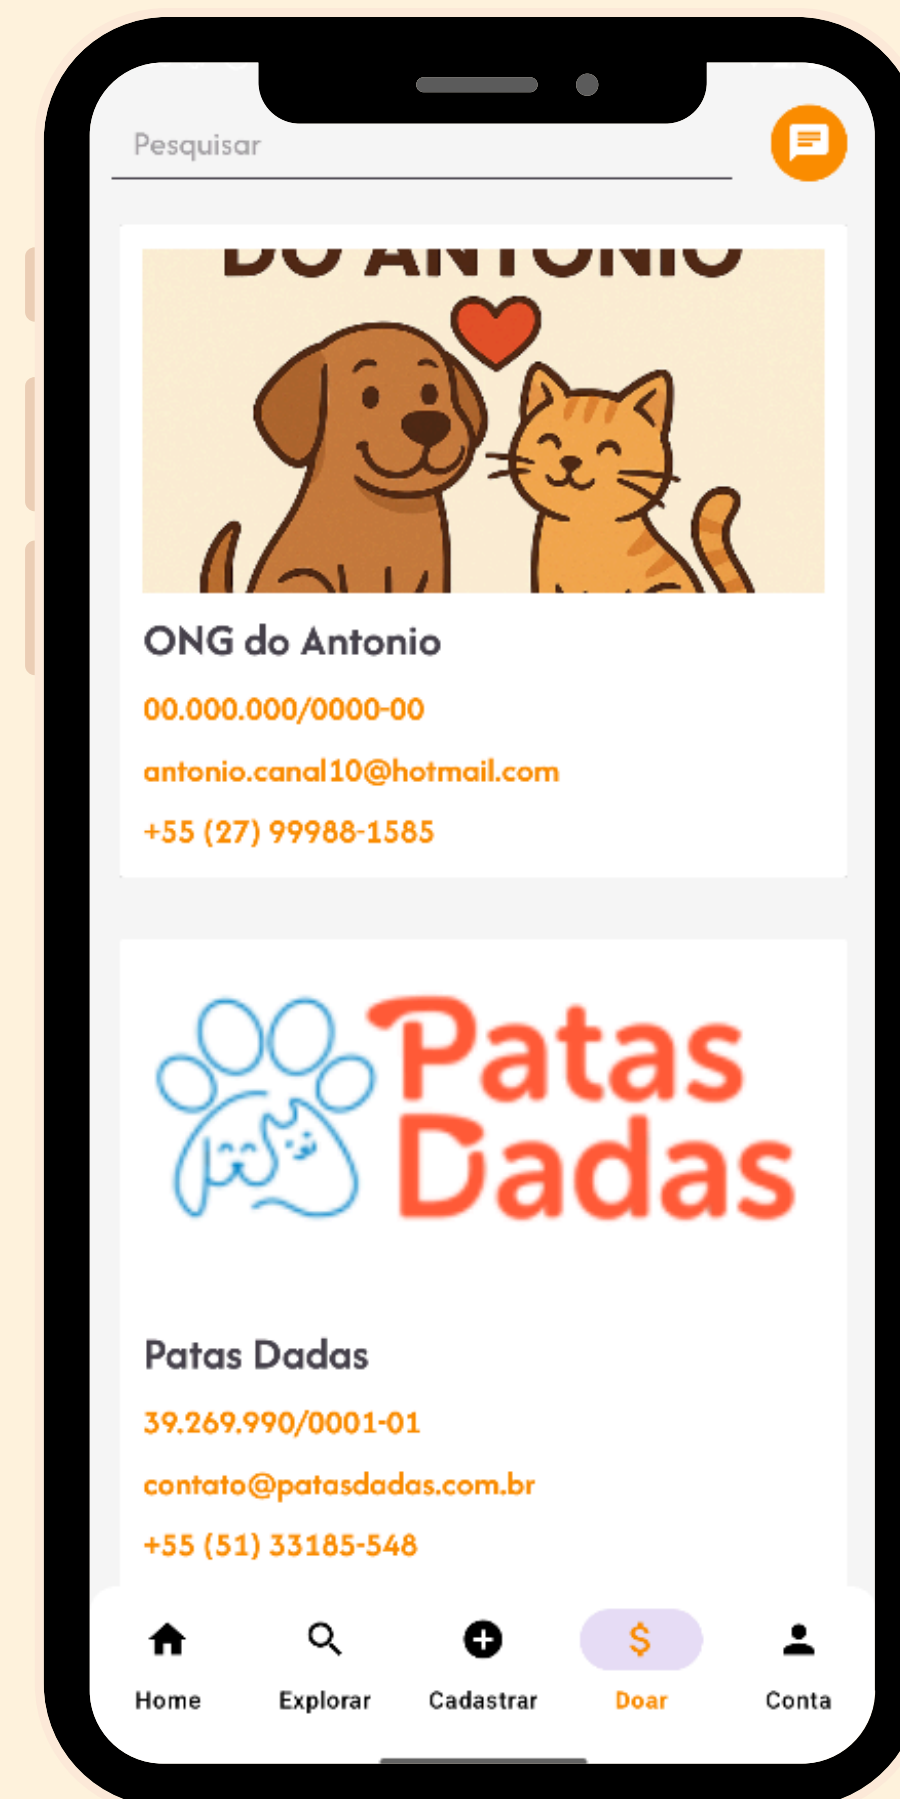 Pesquisar
DO ANTONIO
ONG do Antonio
00.000.000/0000-00
antonio.canal10@hotmail.com
+55 (27) 99988-1585
Patas
Dadas
Patas Dadas
39.269.990/0001-01
contato@patasdadas.com.br
+55 (51) 33185-548
$
Home Explorar Cadastrar Doar Conta